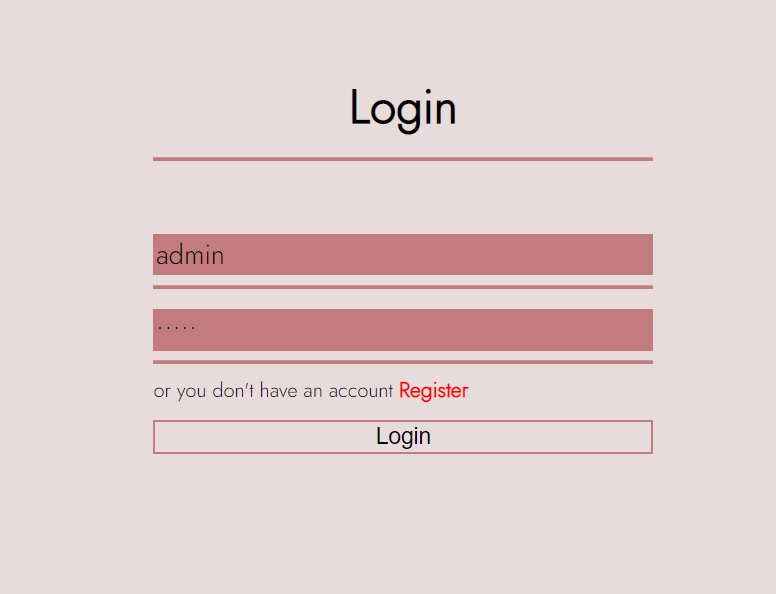 Login
admin
.....
or you don't have an account Register
Login